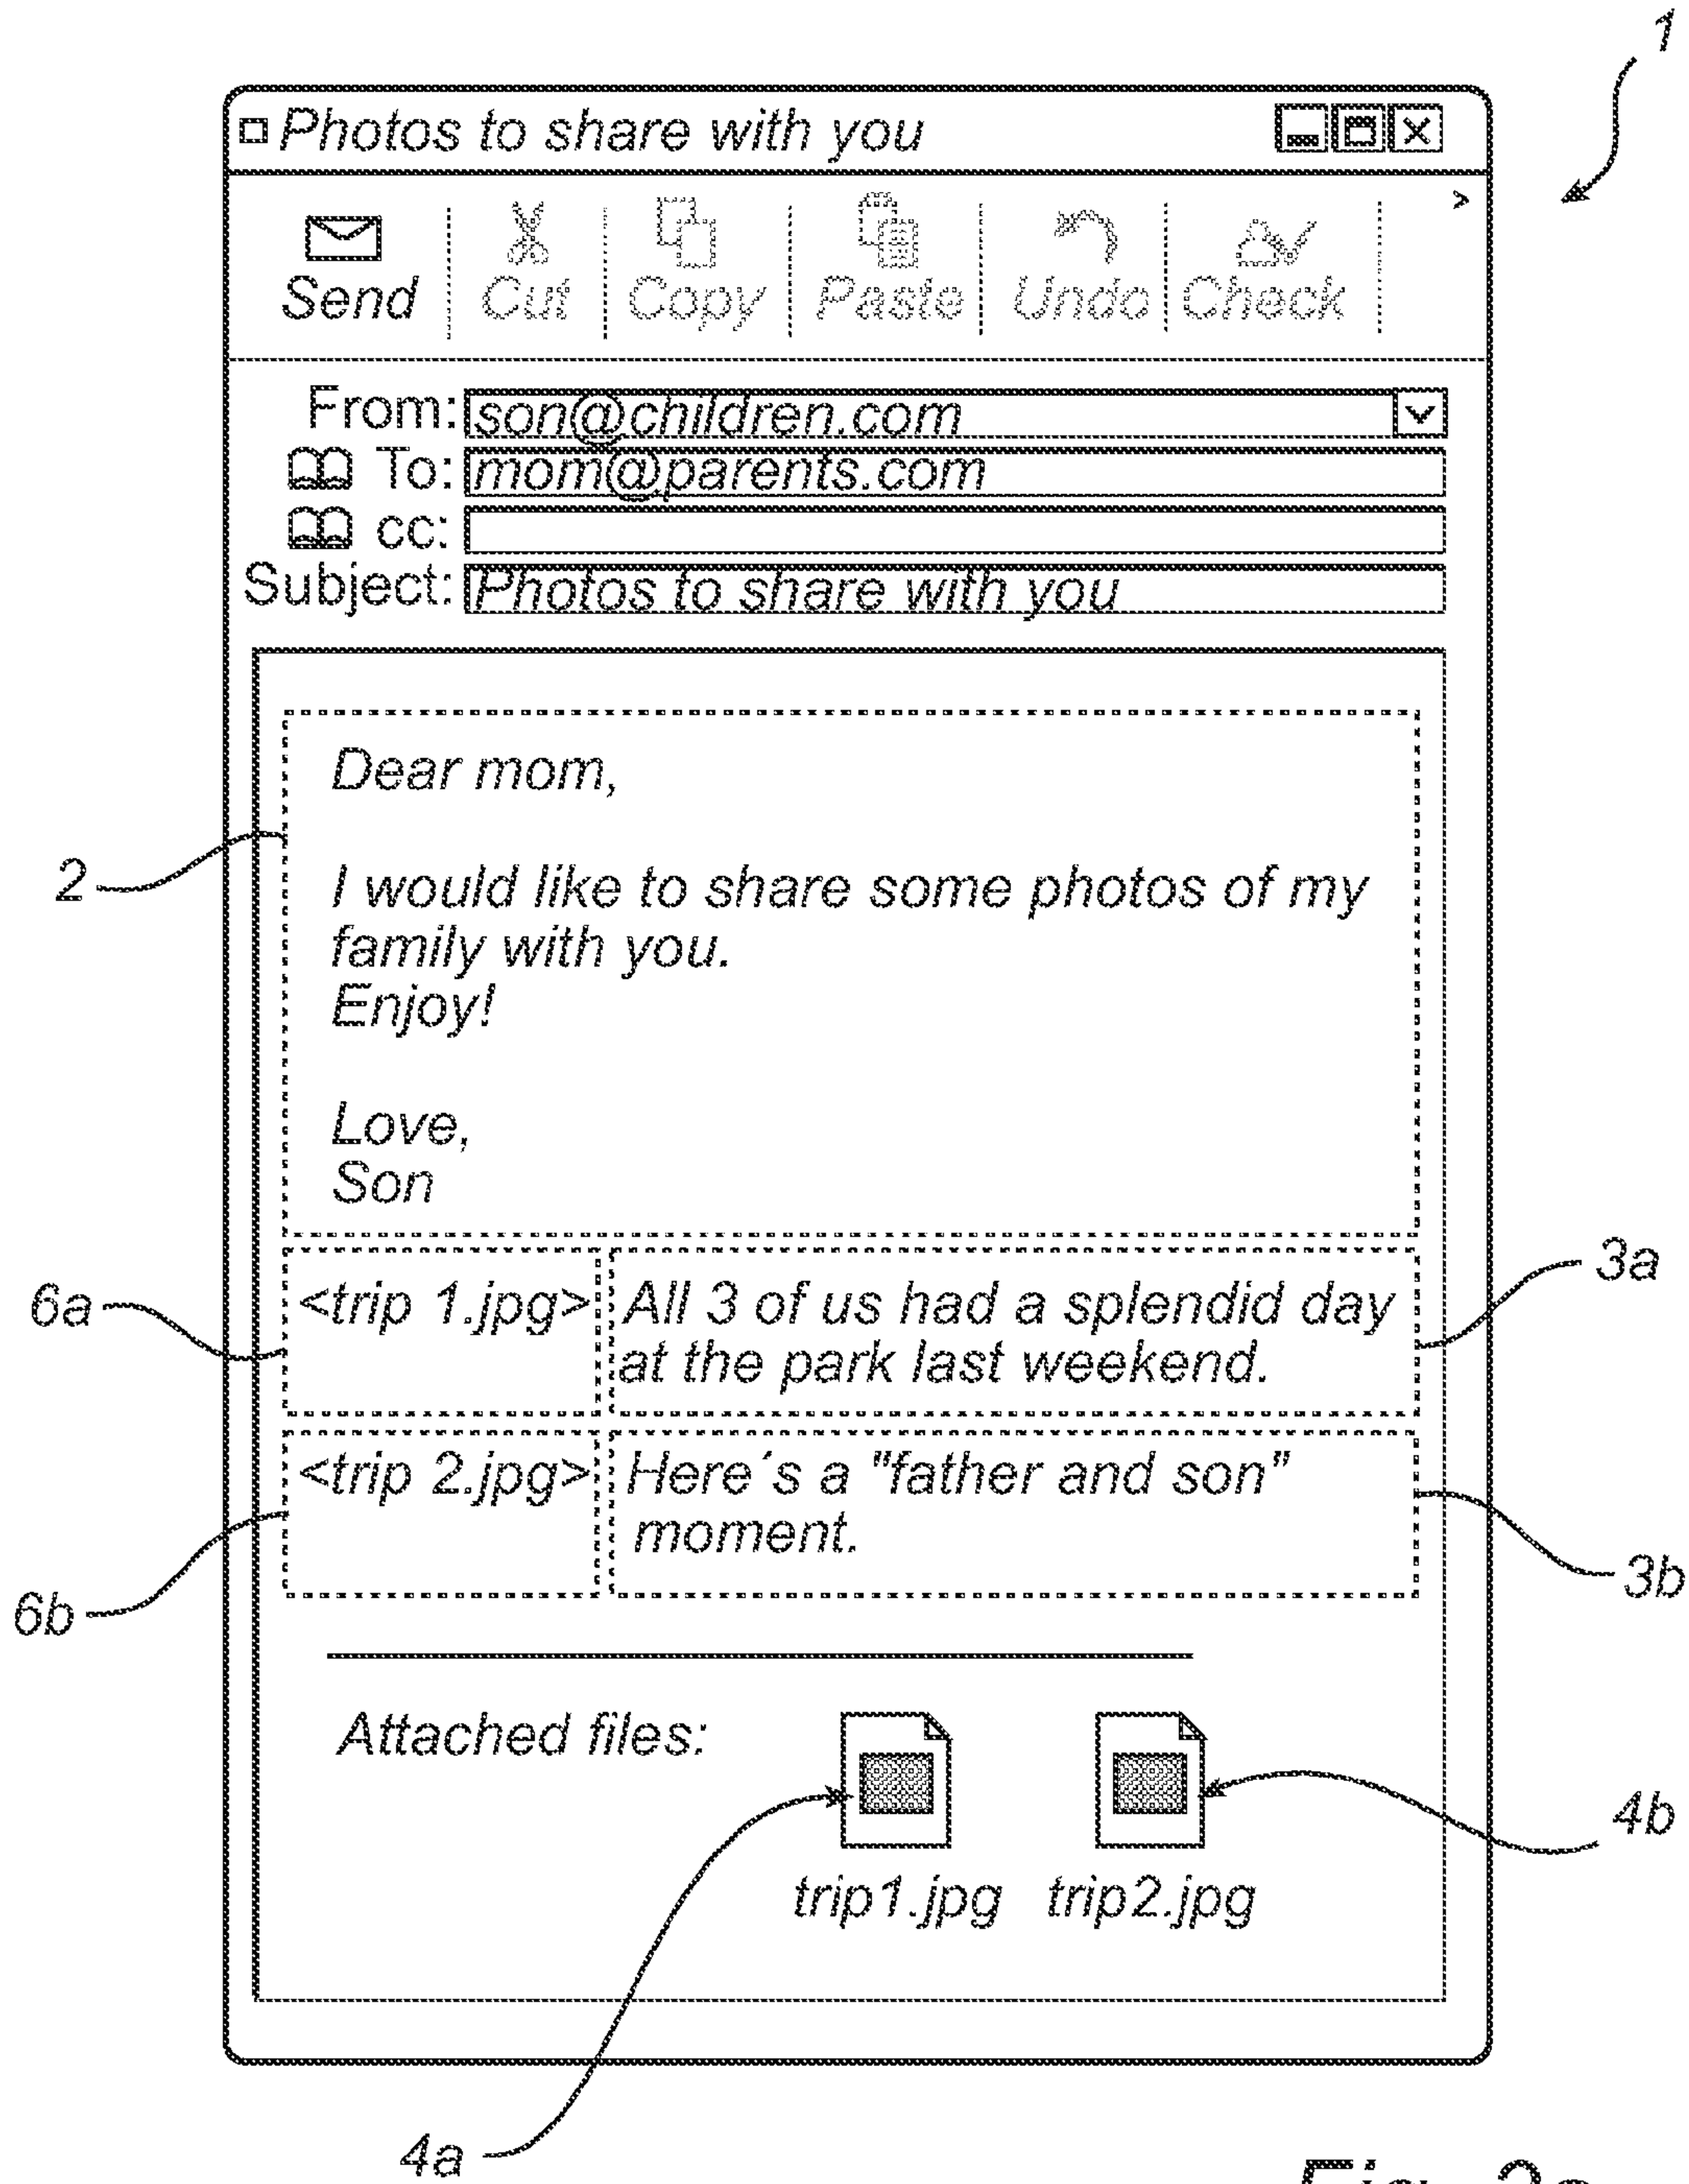 1
Photos to share with you
>
Send Cut Copy Paste Undo Check
From: son@children.com
To: mom@parents.com
cc:
Subject: Photos to share with you
Dear mom,
2
I would like to share some photos of my
family with you.
Enjoy!
Love,
Son
3a
6a
<trip 1.jpg> All 3 of us had a splendid day
at the park last weekend.
<trip 2.jpg> Here´s a "father and son"
moment.
3b
6b
Attached files:
4b
trip1.jpg trip2.jpg
4a